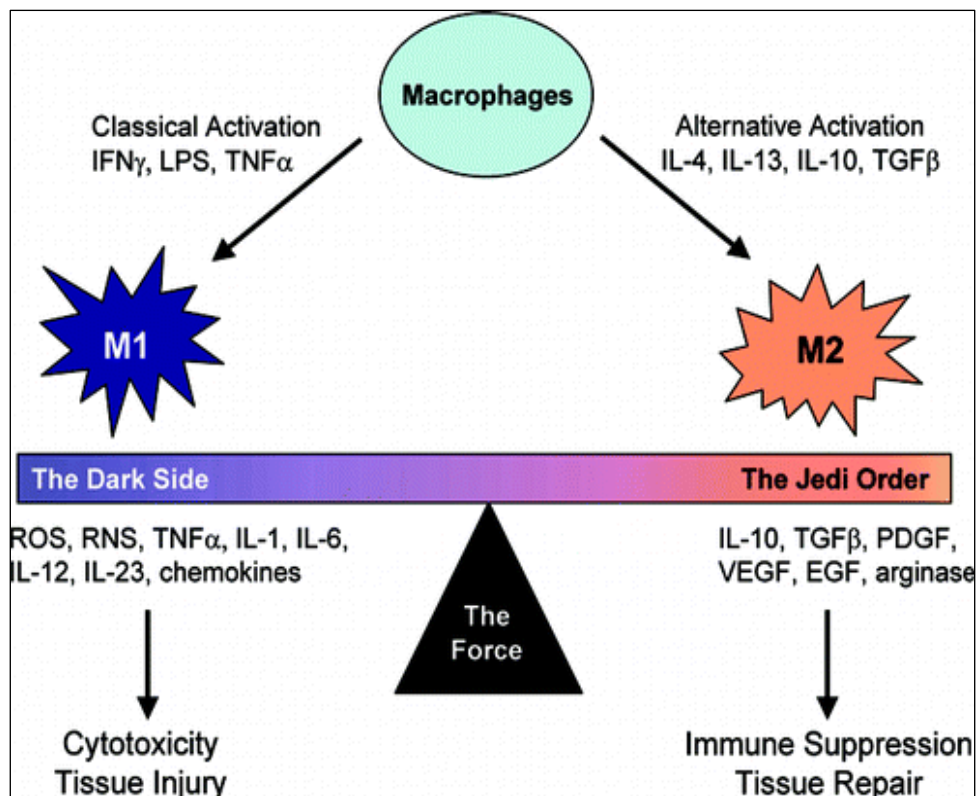 Macrophages
Classical Activation
IFNγ, LPS, TNFα
Alternative Activation
IL-4, IL-13, IL-10, TGFβ
M1
M2
The Dark Side
The Jedi Order
ROS, RNS, TNFα, IL-1, IL-6,
IL-12, IL-23, chemokines
IL-10, TGFβ, PDGF,
VEGF, EGF, arginase
The
Force
Cytotoxicity
Tissue Injury
Immune Suppression
Tissue Repair